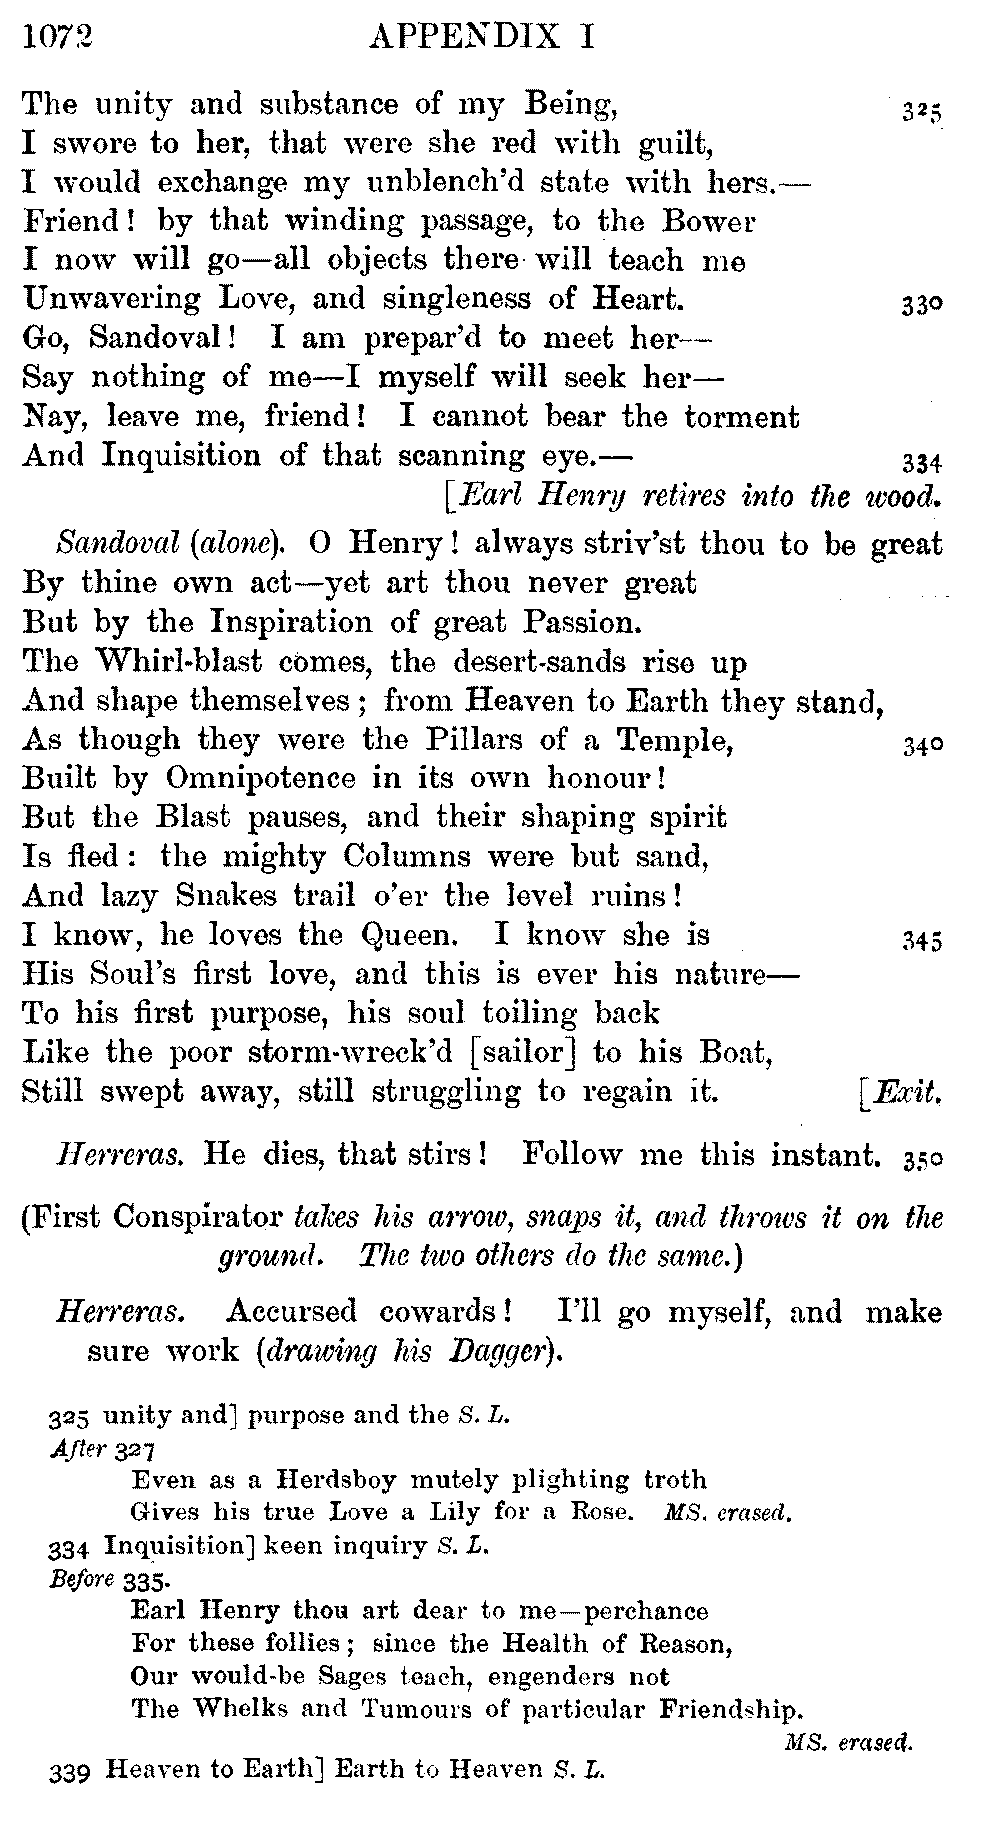 1072 APPENDIX I
The unity and substance of my Being, 325
I swore to her, that were she red with guilt,
I would exchange my unblench'd state with hers.—
Friend! by that winding passage, to the Bower
I now will go—all objects there will teach me
Unwavering Love, and singleness of Heart. 330
Go, Sandoval! I am prepar'd to meet her—
Say nothing of me—I myself will seek her—
Nay, leave me, friend! I cannot bear the torment
And Inquisition of that scanning eye.— 334
[Earl Henry retires into the wood.
Sandoval (alone). O Henry! always striv'st thou to be great
By thine own act—yet art thou never great
But by the Inspiration of great Passion.
The Whirl-blast comes, the desert-sands rise up
And shape themselves; from Heaven to Earth they stand,
As though they were the Pillars of a Temple, 340
Built by Omnipotence in its own honour!
But the Blast pauses, and their shaping spirit
Is fled: the mighty Columns were but sand,
And lazy Snakes trail o'er the level ruins!
I know, he loves the Queen. I know she is 345
His Soul's first love, and this is ever his nature—
To his first purpose, his soul toiling back
Like the poor storm-wreck'd [sailor] to his Boat,
Still swept away, still struggling to regain it. [Exit.
Herreras. He dies, that stirs! Follow me this instant. 350
(First Conspirator takes his arrow, snaps it, and throws it on the
ground. The two others do the same.)
Herreras. Accursed cowards! I'll go myself, and make
sure work (drawing his Dagger).
325 unity and] purpose and the S. L.
After 327
Even as a Herdsboy mutely plighting troth
Gives his true Love a Lily for a Rose. MS. erased.
334 Inquisition] keen inquiry S. L.
Before 335.
Earl Henry thou art dear to me—perchance
For these follies; since the Health of Reason,
Our would-be Sages teach, engenders not
The Whelks and Tumours of particular Friendship.
MS. erased.
339 Heaven to Earth] Earth to Heaven S. L.